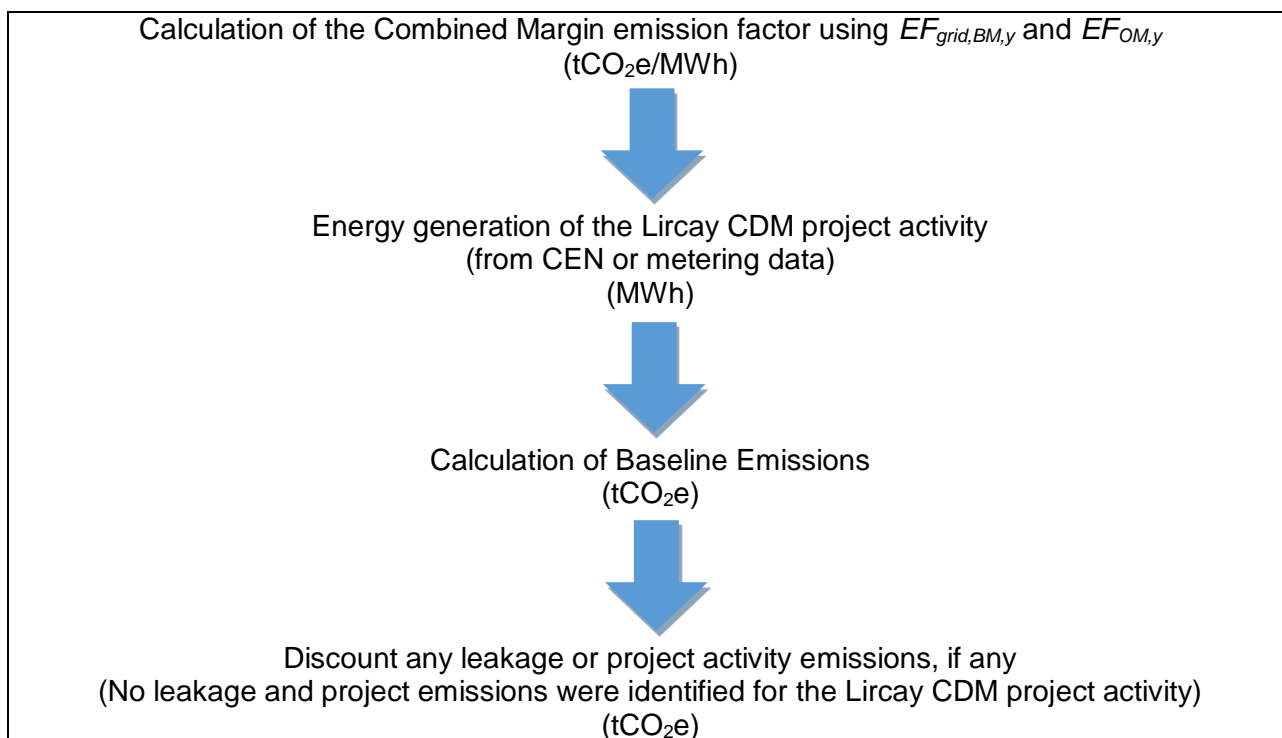 Calculation of the Combined Margin emission factor using EF_grid,BM,y and EF_OM,y
(tCO₂e/MWh)
Energy generation of the Lircay CDM project activity
(from CEN or metering data)
(MWh)
Calculation of Baseline Emissions
(tCO₂e)
Discount any leakage or project activity emissions, if any
(No leakage and project emissions were identified for the Lircay CDM project activity)
(tCO₂e)